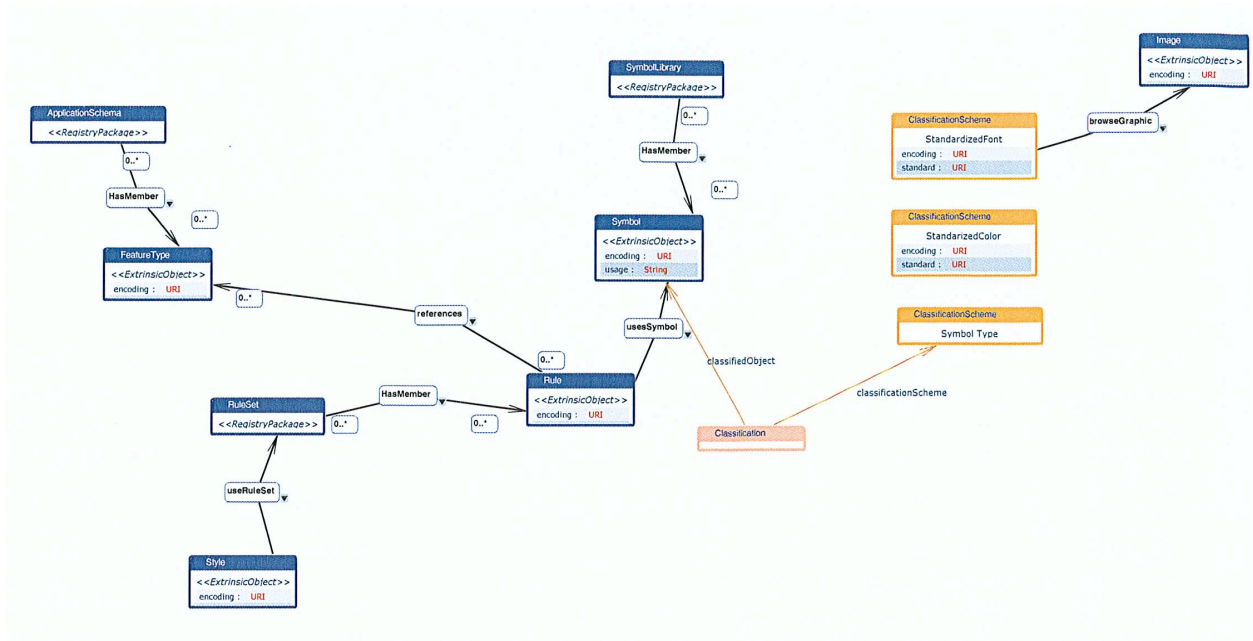 Image
<<ExtrinsicObject>>
encoding : URI
browseGraphic
SymbolLibrary
<<RegistryPackage>>
0..*
HasMember
0..*
ApplicationSchema
<<RegistryPackage>>
0..*
HasMember
0..*
ClassificationScheme
StandardizedFont
encoding : URI
standard : URI
ClassificationScheme
StandarizedColor
encoding : URI
standard : URI
Symbol
<<ExtrinsicObject>>
encoding : URI
usage : String
FeatureType
<<ExtrinsicObject>>
encoding : URI
0..*
references
0..*
usesSymbol
classifiedObject
ClassificationScheme
Symbol Type
classificationScheme
Rule
<<ExtrinsicObject>>
encoding : URI
HasMember
0..*
0..*
RuleSet
<<RegistryPackage>>
Classification
useRuleSet
Style
<<ExtrinsicObject>>
encoding : URI